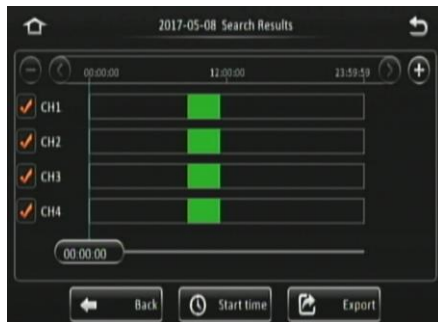 2017-05-08 Search Results
00:00:00 12:00:00 23:59:59
CH1
CH2
CH3
CH4
00:00:00
Back Start time Export